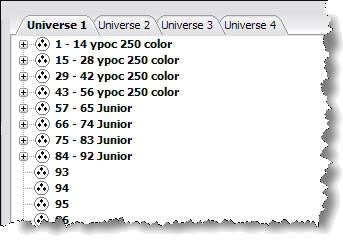 Universe 1 Universe 2 Universe 3 Universe 4
1 - 14 ypoc 250 color
15 - 28 ypoc 250 color
29 - 42 ypoc 250 color
43 - 56 ypoc 250 color
57 - 65 Junior
66 - 74 Junior
75 - 83 Junior
84 - 92 Junior
93
94
95
96